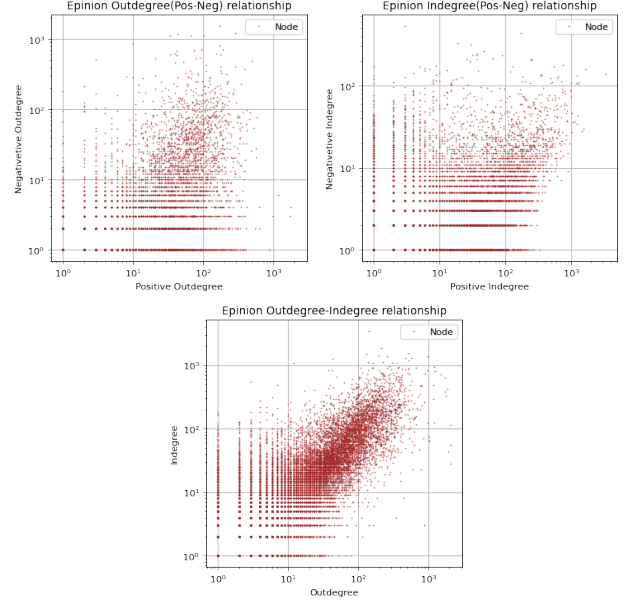 Epinion Outdegree(Pos-Neg) relationship
Node
10³
10²
10¹
10⁰
Negativetive Outdegree
10⁰ 10¹ 10² 10³
Positive Outdegree
Epinion Indegree(Pos-Neg) relationship
Node
10²
10¹
10⁰
Negativetive Indegree
10⁰ 10¹ 10² 10³
Positive Indegree
Epinion Outdegree-Indegree relationship
Node
10³
10²
10¹
10⁰
Indegree
10⁰ 10¹ 10² 10³
Outdegree